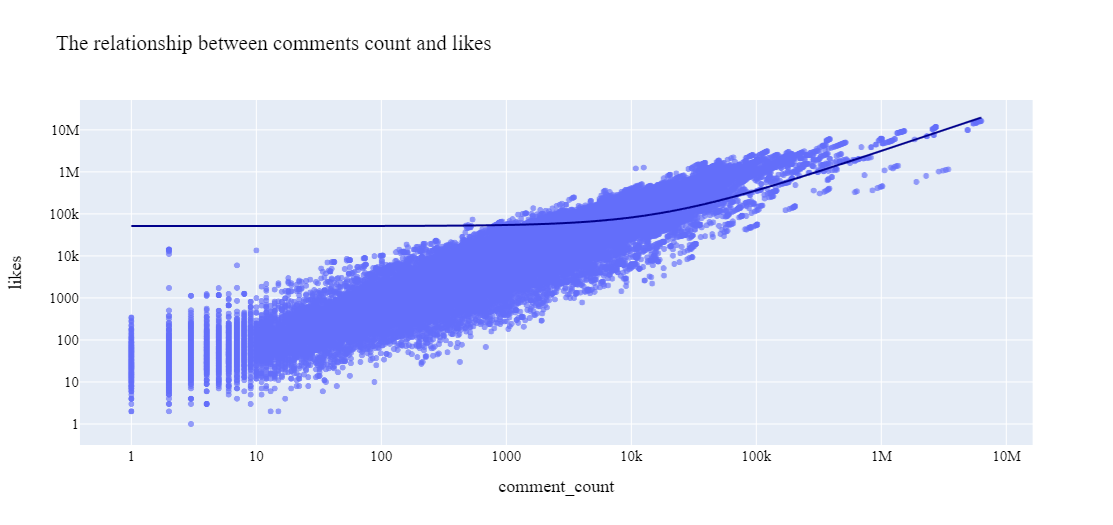 The relationship between comments count and likes
likes
10M
1M
100k
10k
1000
100
10
1
1 10 100 1000 10k 100k 1M 10M
comment_count